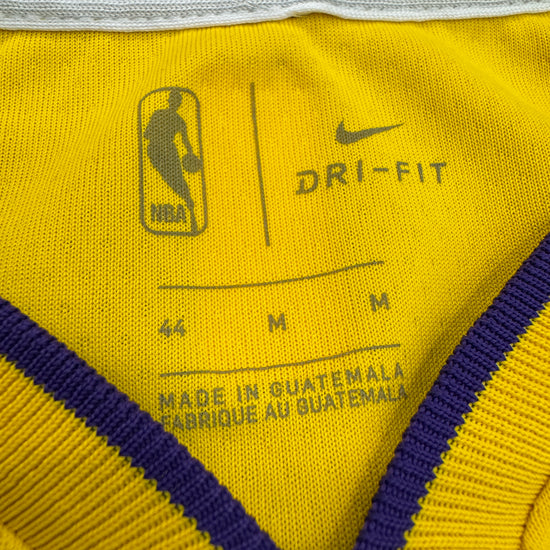 NBA
DRI-FIT
44 M M
MADE IN GUATEMALA
FABRIQUE AU GUATEMALA